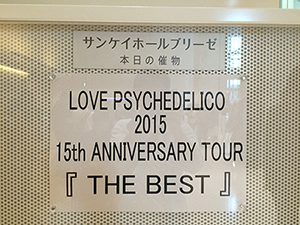 サンケイホールブリーゼ
本日の催物
LOVE PSYCHEDELICO
2015
15th ANNIVERSARY TOUR
『 THE BEST 』